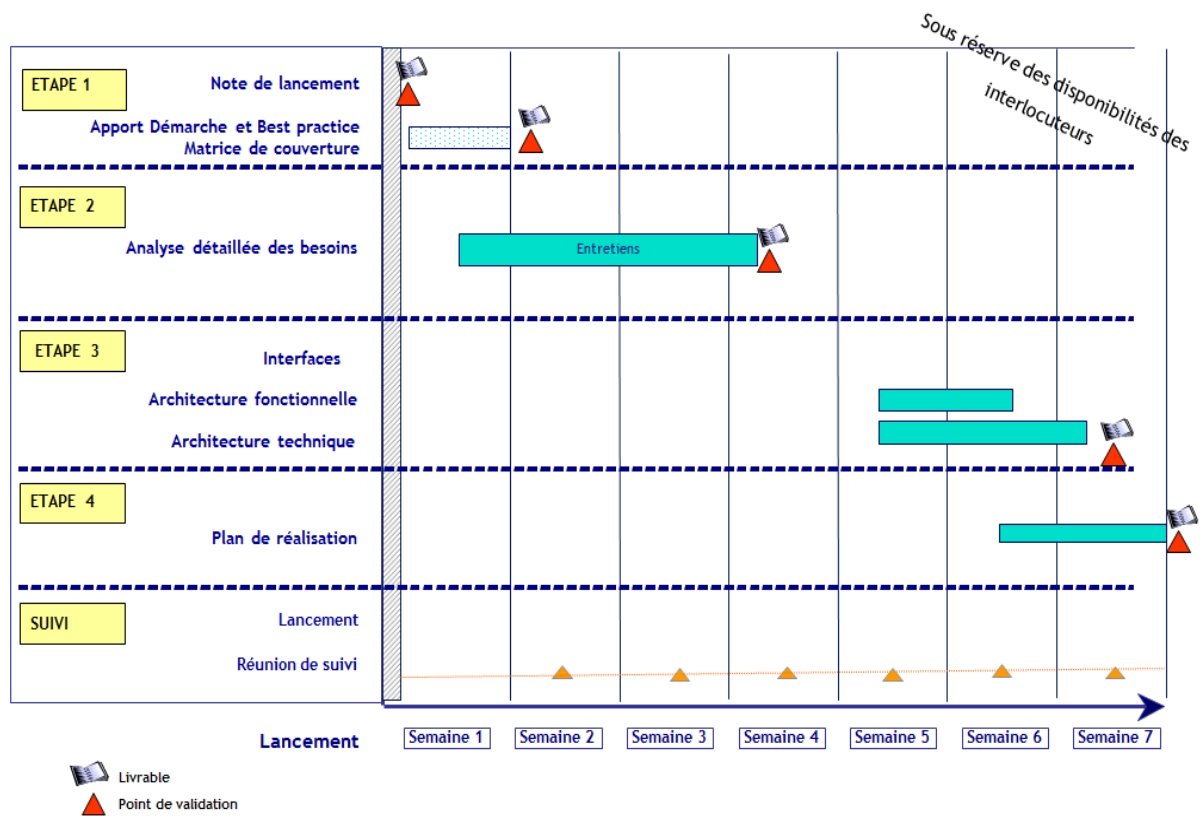 Sous réserve des disponibilités des
interlocuteurs
ETAPE 1
Note de lancement
Apport Démarche et Best practice
Matrice de couverture
ETAPE 2
Analyse détaillée des besoins
Entretiens
ETAPE 3
Interfaces
Architecture fonctionnelle
Architecture technique
ETAPE 4
Plan de réalisation
SUIVI
Lancement
Réunion de suivi
Lancement
Semaine 1
Semaine 2
Semaine 3
Semaine 4
Semaine 5
Semaine 6
Semaine 7
Livrable
Point de validation